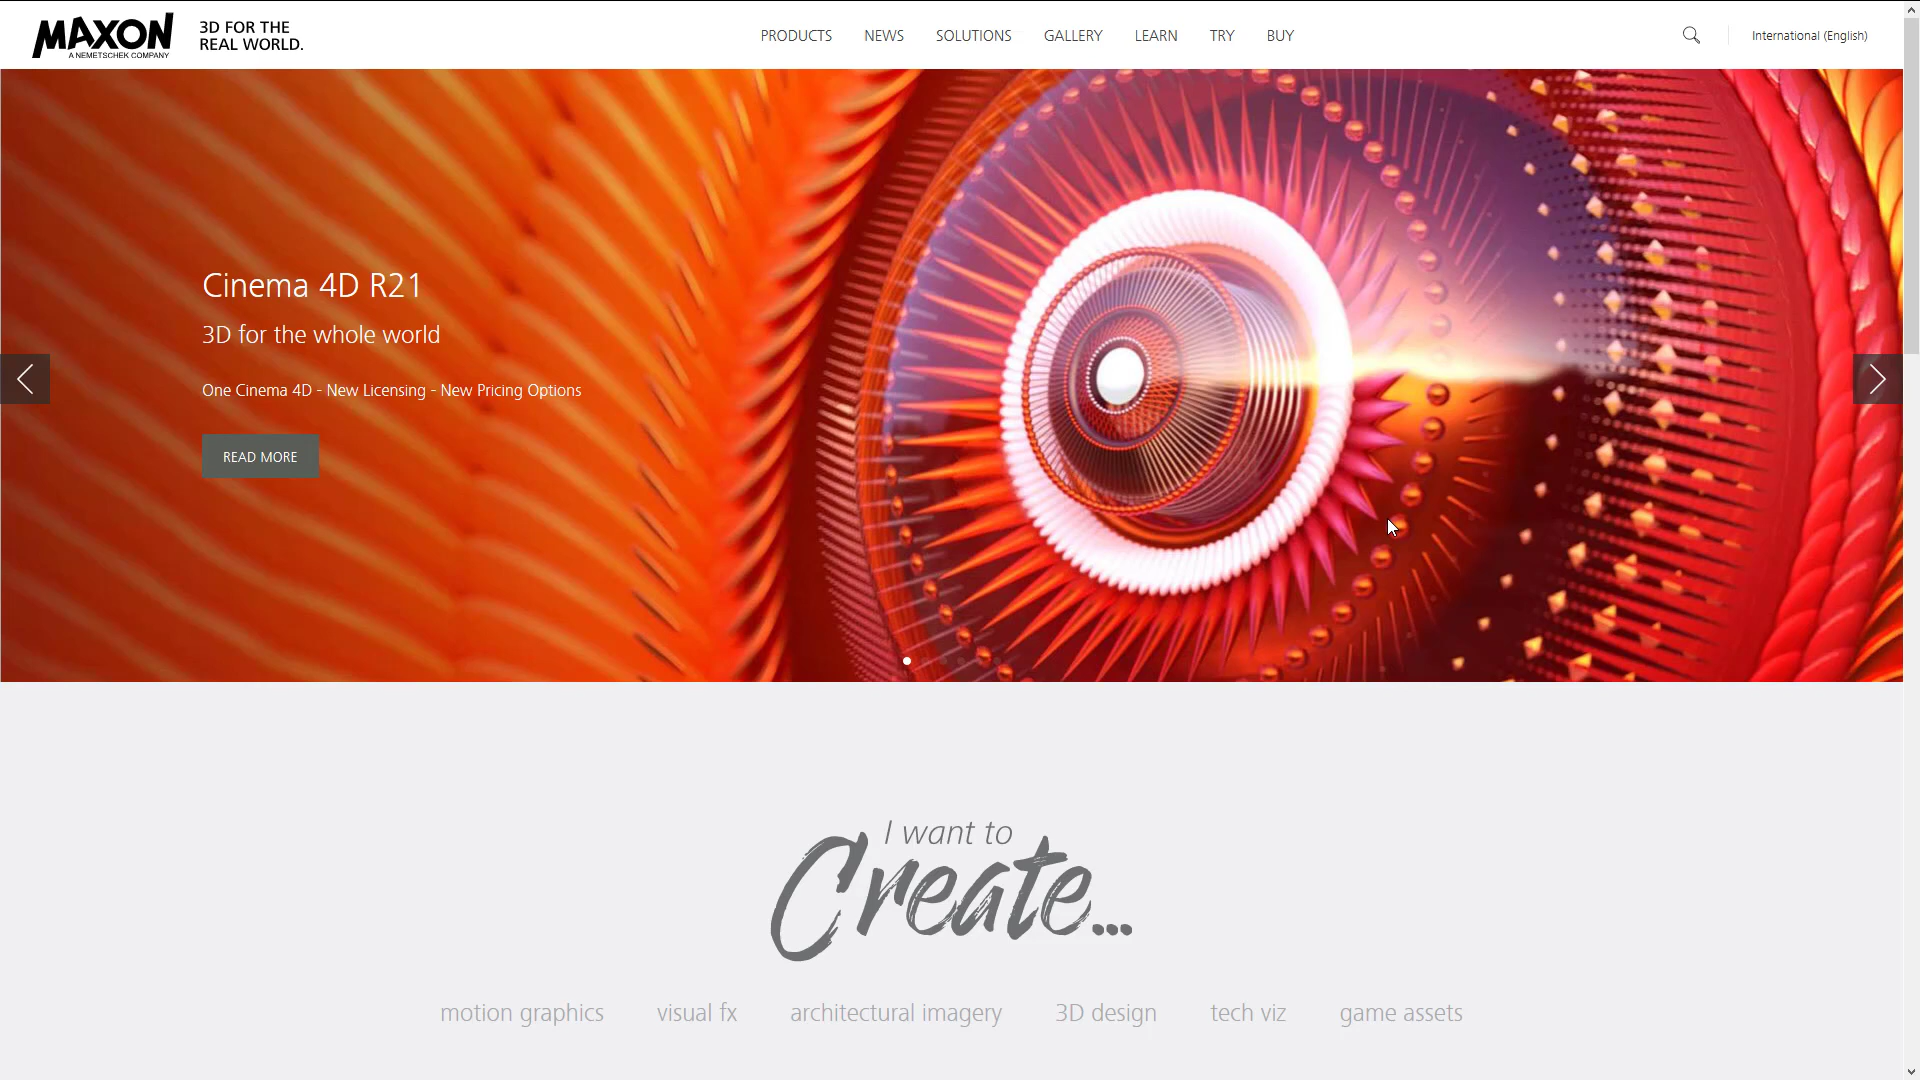 MAXON
A NEMETSCHEK COMPANY
3D FOR THE
REAL WORLD.
PRODUCTS NEWS SOLUTIONS GALLERY LEARN TRY BUY
International (English)
Cinema 4D R21
3D for the whole world
One Cinema 4D - New Licensing - New Pricing Options
READ MORE
I want to
Create...
motion graphics visual fx architectural imagery 3D design tech viz game assets